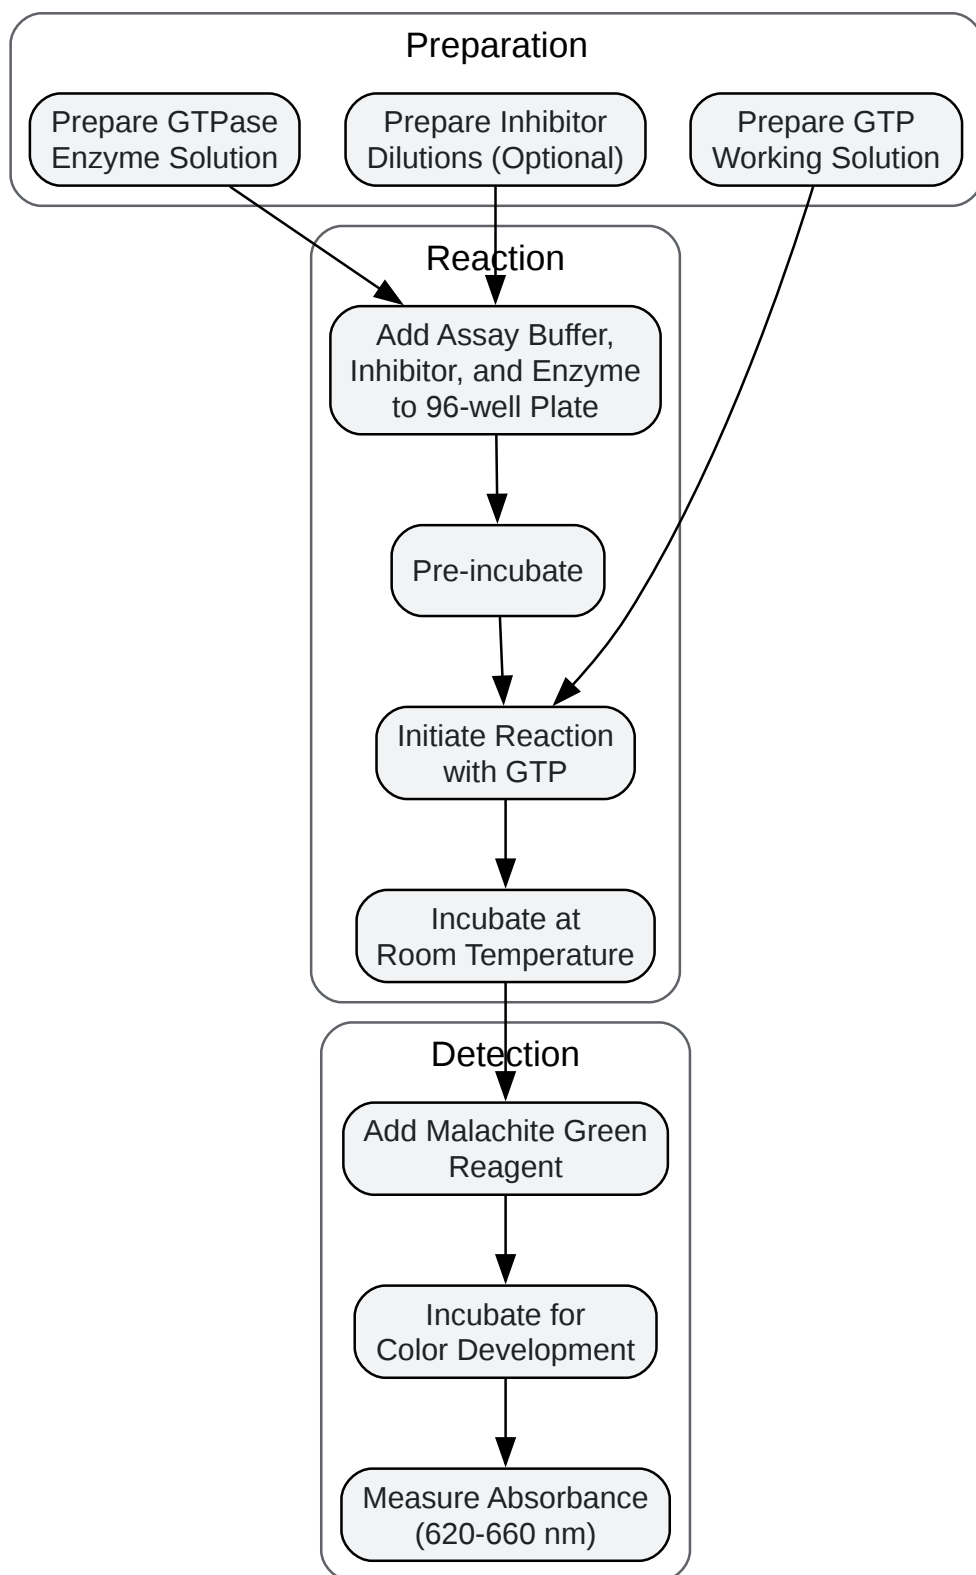 Preparation
Prepare GTPase
Enzyme Solution
Prepare Inhibitor
Dilutions (Optional)
Prepare GTP
Working Solution
Reaction
Add Assay Buffer,
Inhibitor, and Enzyme
to 96-well Plate
Pre-incubate
Initiate Reaction
with GTP
Incubate at
Room Temperature
Detection
Add Malachite Green
Reagent
Incubate for
Color Development
Measure Absorbance
(620-660 nm)